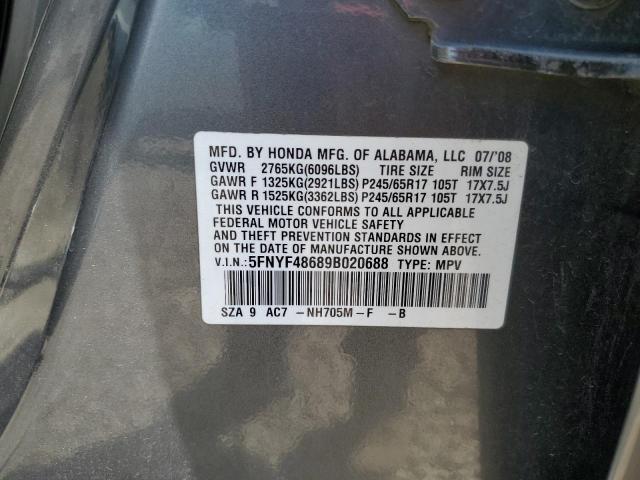 MFD. BY HONDA MFG. OF ALABAMA, LLC 07/'08
GVWR 2765KG(6096LBS) TIRE SIZE RIM SIZE
GAWR F 1325KG(2921LBS) P245/65R17 105T 17X7.5J
GAWR R 1525KG(3362LBS) P245/65R17 105T 17X7.5J
THIS VEHICLE CONFORMS TO ALL APPLICABLE
FEDERAL MOTOR VEHICLE SAFETY
AND THEFT PREVENTION STANDARDS IN EFFECT
ON THE DATE OF MANUFACTURE SHOWN ABOVE.
V.I.N.:5FNYF48689B020688 TYPE: MPV
SZA 9 AC7 -NH705M-F -B